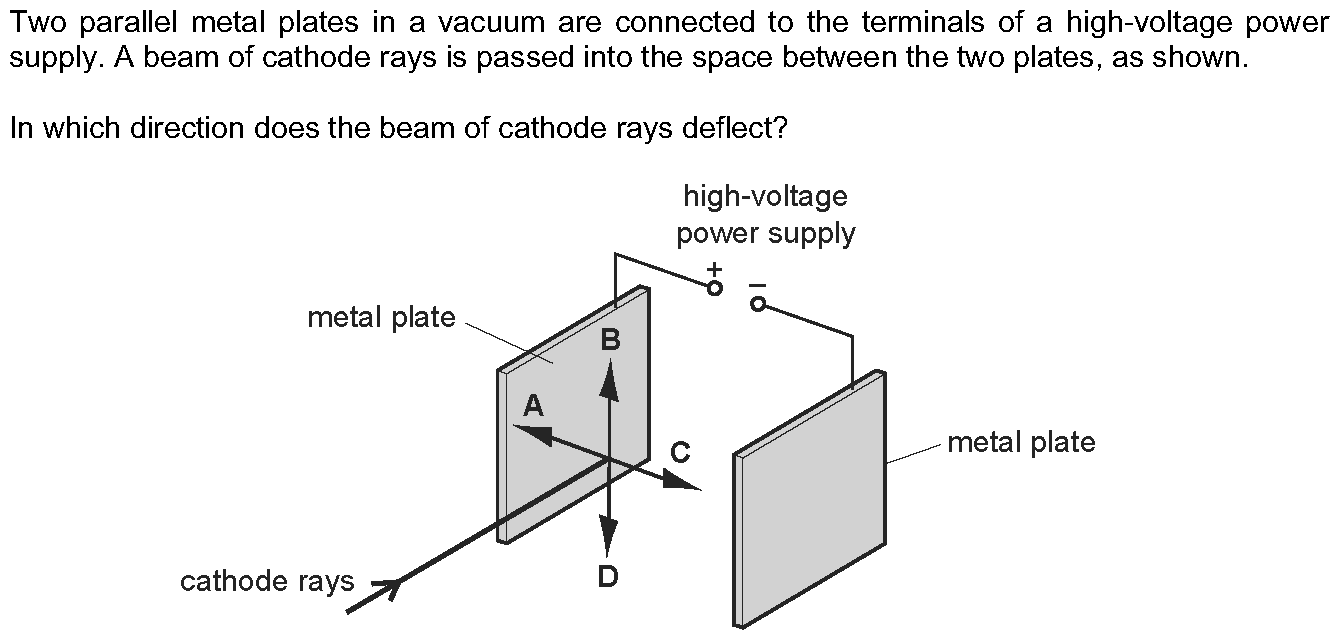 Two parallel metal plates in a vacuum are connected to the terminals of a high-voltage power
supply. A beam of cathode rays is passed into the space between the two plates, as shown.
In which direction does the beam of cathode rays deflect?
high-voltage
power supply
+
–
metal plate
B
A
C
metal plate
cathode rays
D